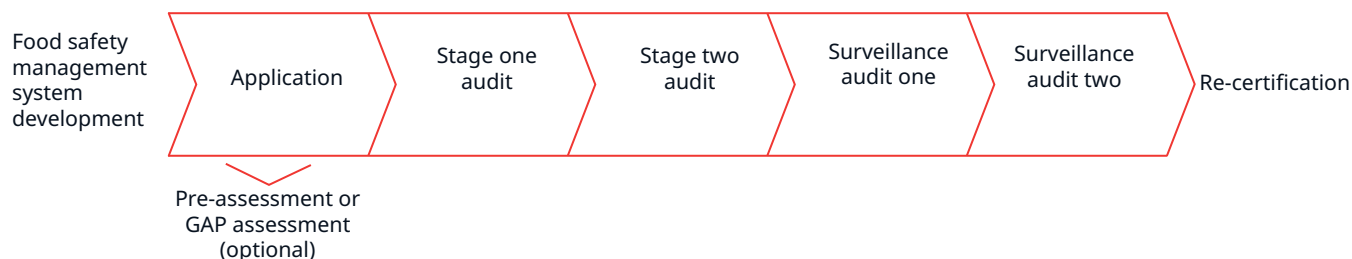 Food safety
management
system
development
Application
Stage one
audit
Stage two
audit
Surveillance
audit one
Surveillance
audit two
Re-certification
Pre-assessment or
GAP assessment
(optional)